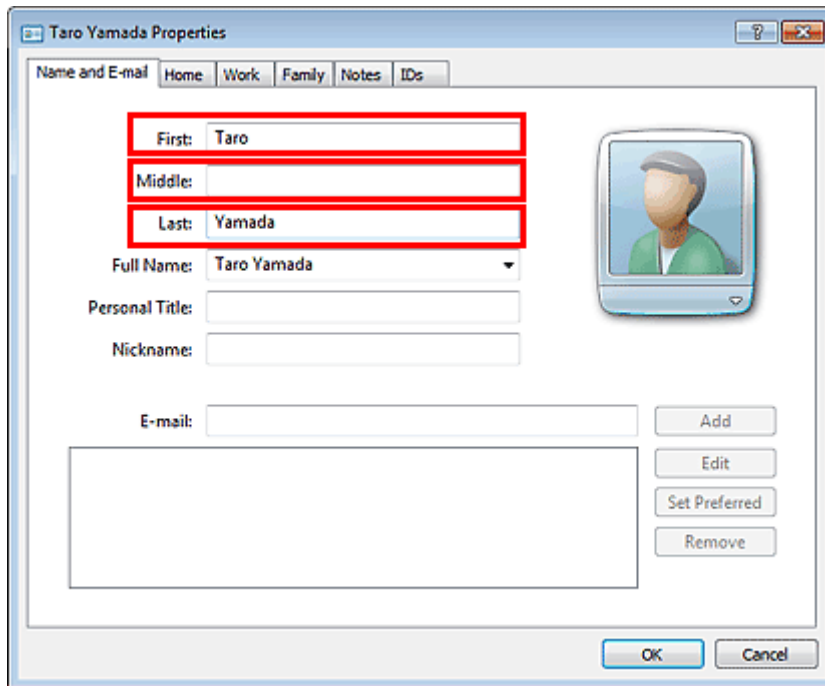 Taro Yamada Properties
Name and E-mail Home Work Family Notes IDs
First: Taro
Middle:
Last: Yamada
Full Name: Taro Yamada
Personal Title:
Nickname:
E-mail: Add
Edit
Set Preferred
Remove
OK Cancel